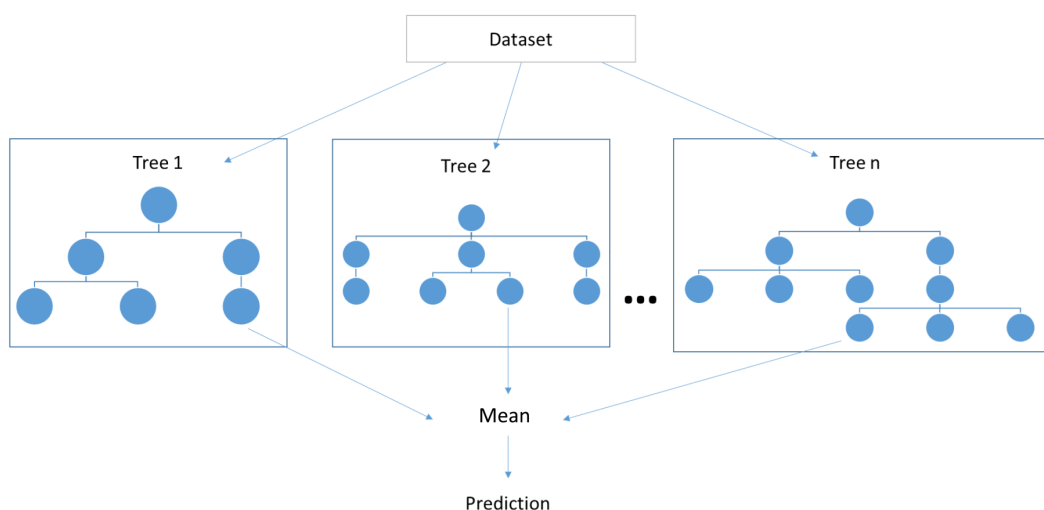 Dataset
Tree 1
Tree 2
Tree n
...
Mean
Prediction